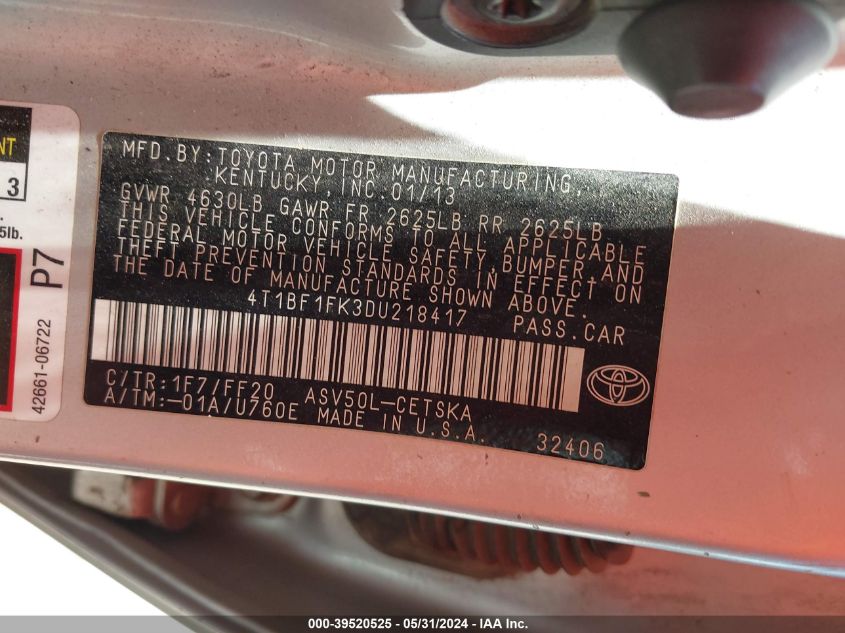 NT
3
5lb.
P7
42661-06722
MFD.BY:TOYOTA MOTOR MANUFACTURING,
KENTUCKY,INC.01/13
GVWR 4630LB GAWR FR 2625LB RR 2625LB
THIS VEHICLE CONFORMS TO ALL APPLICABLE
FEDERAL MOTOR VEHICLE SAFETY,BUMPER,AND
THEFT PREVENTION STANDARDS IN EFFECT ON
THE DATE OF MANUFACTURE SHOWN ABOVE.
4T1BF1FK3DU218417 PASS.CAR
C/TR:1F7/FF20 ASV50L-CETSKA
A/TM:-01A/U760E MADE IN U.S.A.
32406
000-39520525 - 05/31/2024 - IAA Inc.